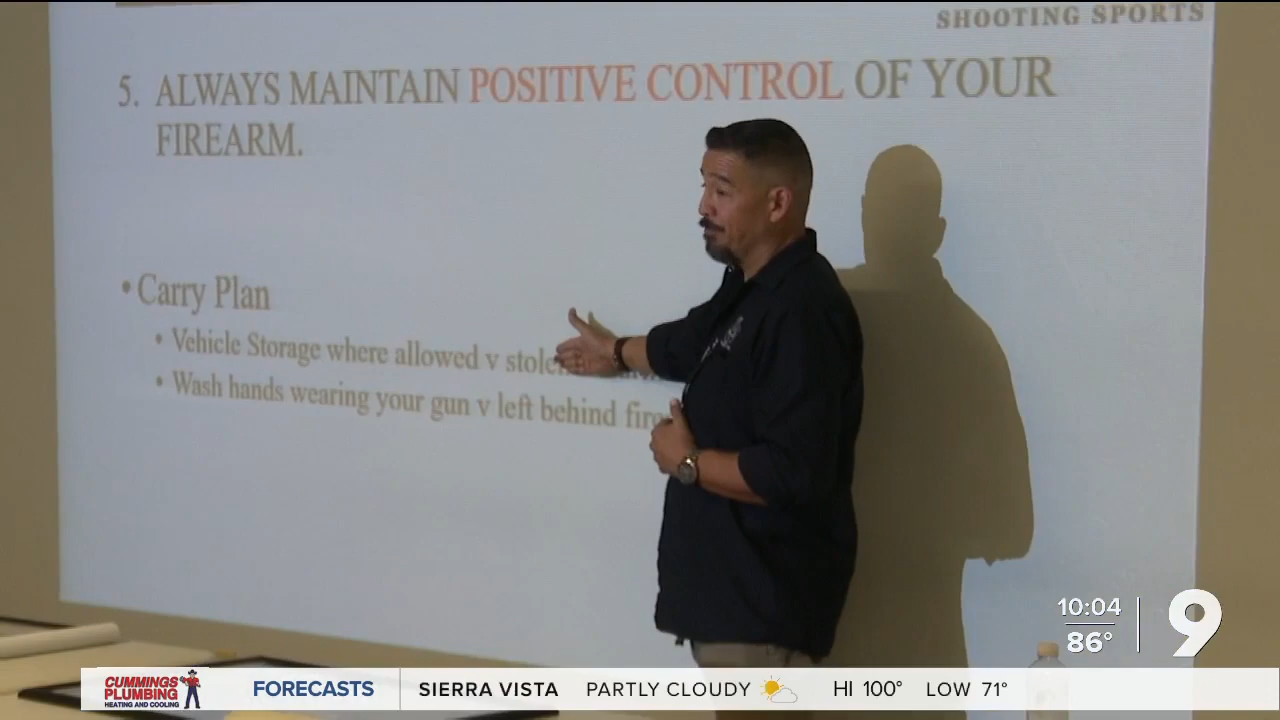 SHOOTING SPORTS
5. ALWAYS MAINTAIN POSITIVE CONTROL OF YOUR
FIREARM.
• Carry Plan
• Vehicle Storage where allowed v
• Wash hands wearing your gun v left behind
10:04
86°
9
CUMMINGS
PLUMBING
HEATING AND COOLING
FORECASTS
SIERRA VISTA PARTLY CLOUDY HI 100° LOW 71°